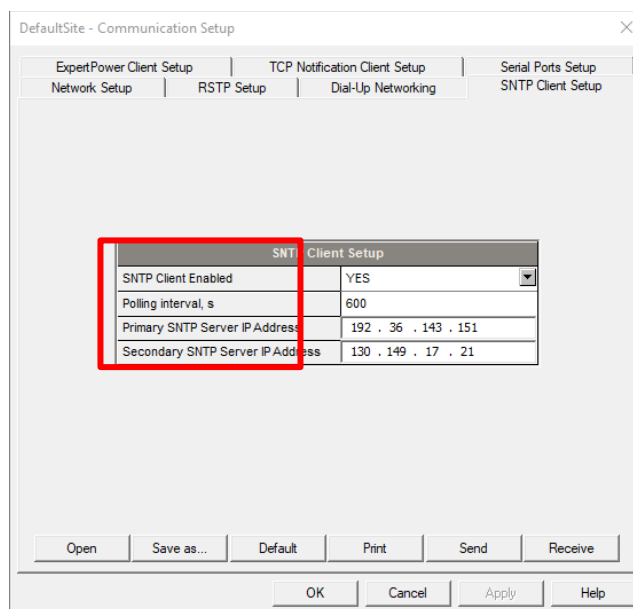 DefaultSite - Communication Setup
ExpertPower Client Setup TCP Notification Client Setup Serial Ports Setup
Network Setup RSTP Setup Dial-Up Networking SNTP Client Setup
SNTP Client Setup
SNTP Client Enabled YES
Polling interval, s 600
Primary SNTP Server IP Address 192 . 36 . 143 . 151
Secondary SNTP Server IP Address 130 . 149 . 17 . 21
Open Save as... Default Print Send Receive
OK Cancel Apply Help